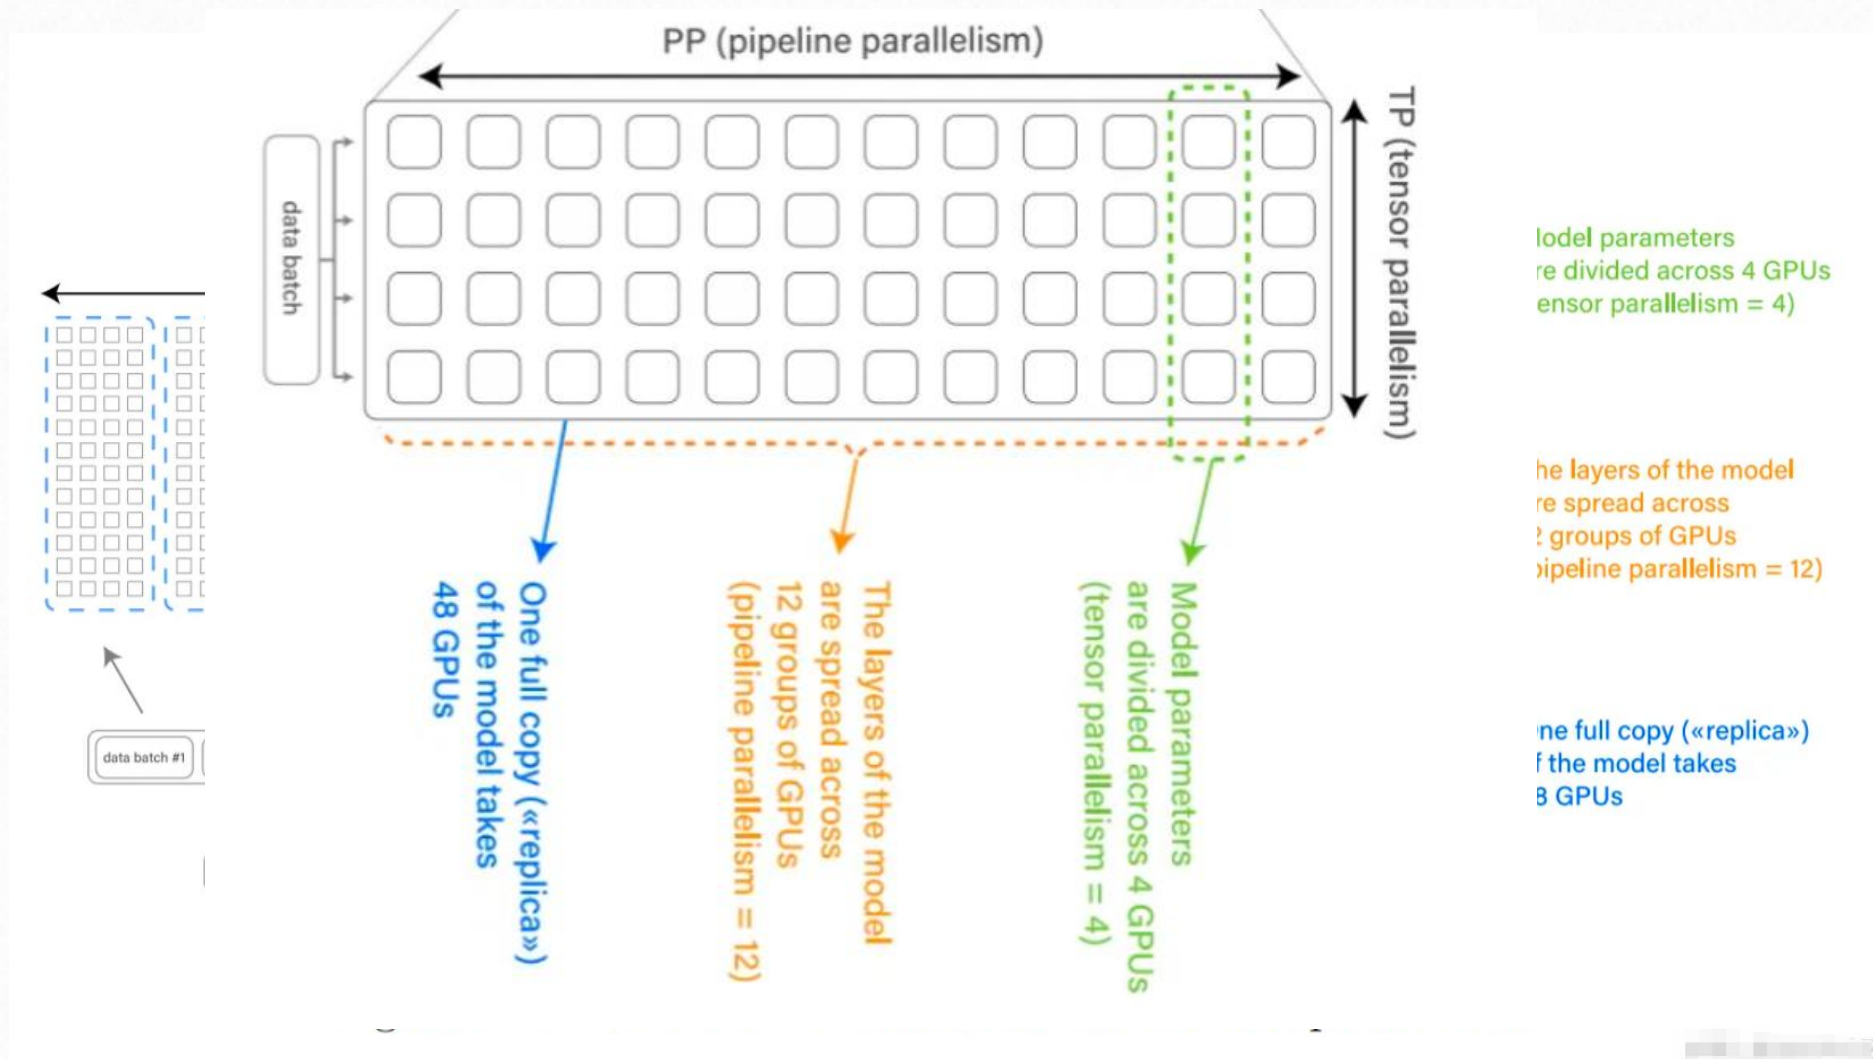 PP (pipeline parallelism)
TP (tensor parallelism)
data batch
One full copy («replica»)
of the model takes
48 GPUs
The layers of the model
are spread across
12 groups of GPUs
(pipeline parallelism = 12)
Model parameters
are divided across 4 GPUs
(tensor parallelism = 4)
data batch #1
lodel parameters
re divided across 4 GPUs
ensor parallelism = 4)
he layers of the model
re spread across
groups of GPUs
ipeline parallelism = 12)
ne full copy («replica»)
the model takes
8 GPUs